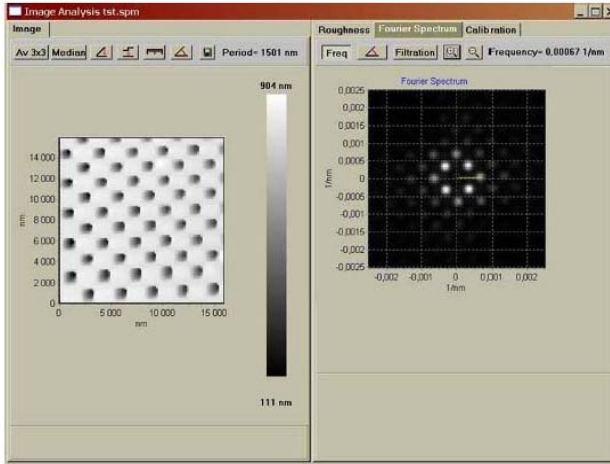 Image Analysis tst.spm
Image
Roughness Fourier Spectrum Calibration
Av 3x3 Median Period= 1501 nm
Freq Filtration Frequency= 0,00067 1/nm
904 nm
111 nm
14 000
12 000
10 000
8 000
6 000
4 000
2 000
0
nm
0 5 000 10 000 15 000
nm
Fourier Spectrum
0,0025
0,002
0,0015
0,001
0,0005
0
-0,0005
-0,001
-0,0015
-0,002
-0,0025
1/nm
-0,002 -0,001 0 0,001 0,002
1/nm